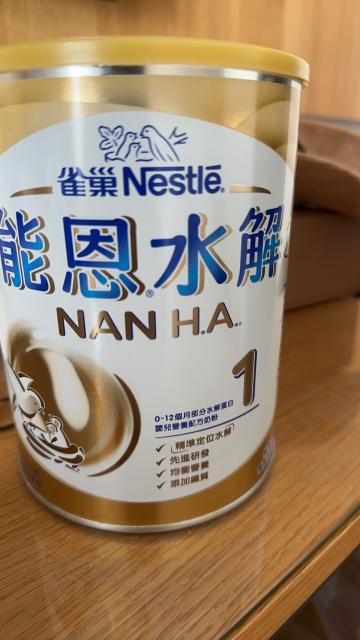 雀巢 Nestlé®
能恩®水解
NAN H.A.
1
0-12個月部分水解蛋白
嬰兒營養配方奶粉
✓ 精準定位水解
✓ 先進研發
✓ 均衡營養
✓ 添加纖質